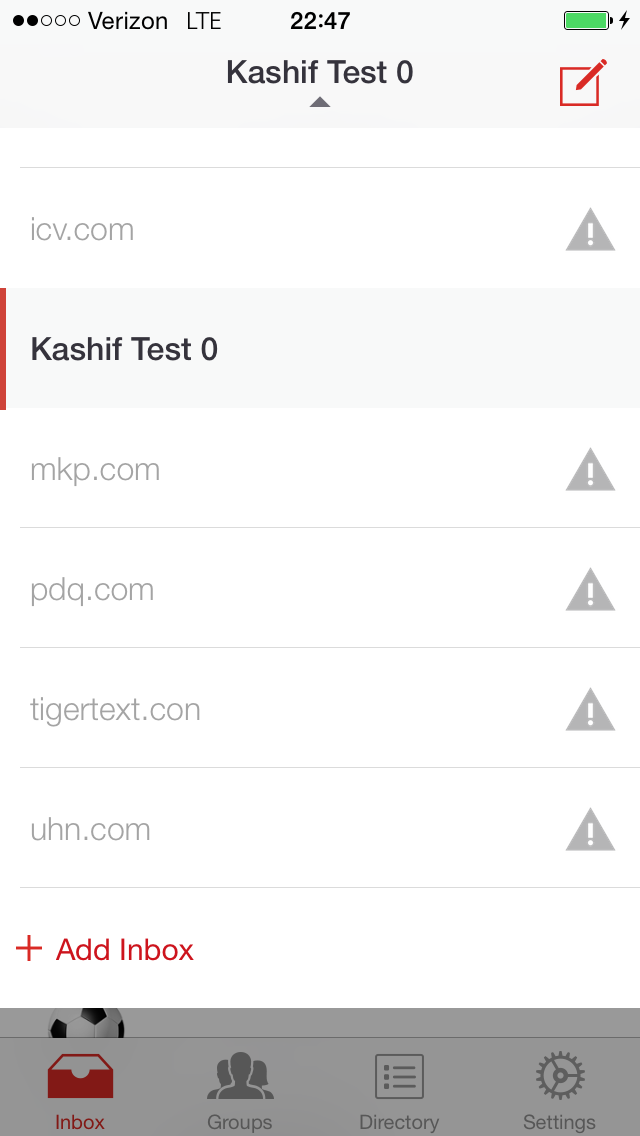 Verizon LTE 22:47
Kashif Test 0
icv.com
Kashif Test 0
mkp.com
pdq.com
tigertext.con
uhn.com
+ Add Inbox
Inbox Groups Directory Settings